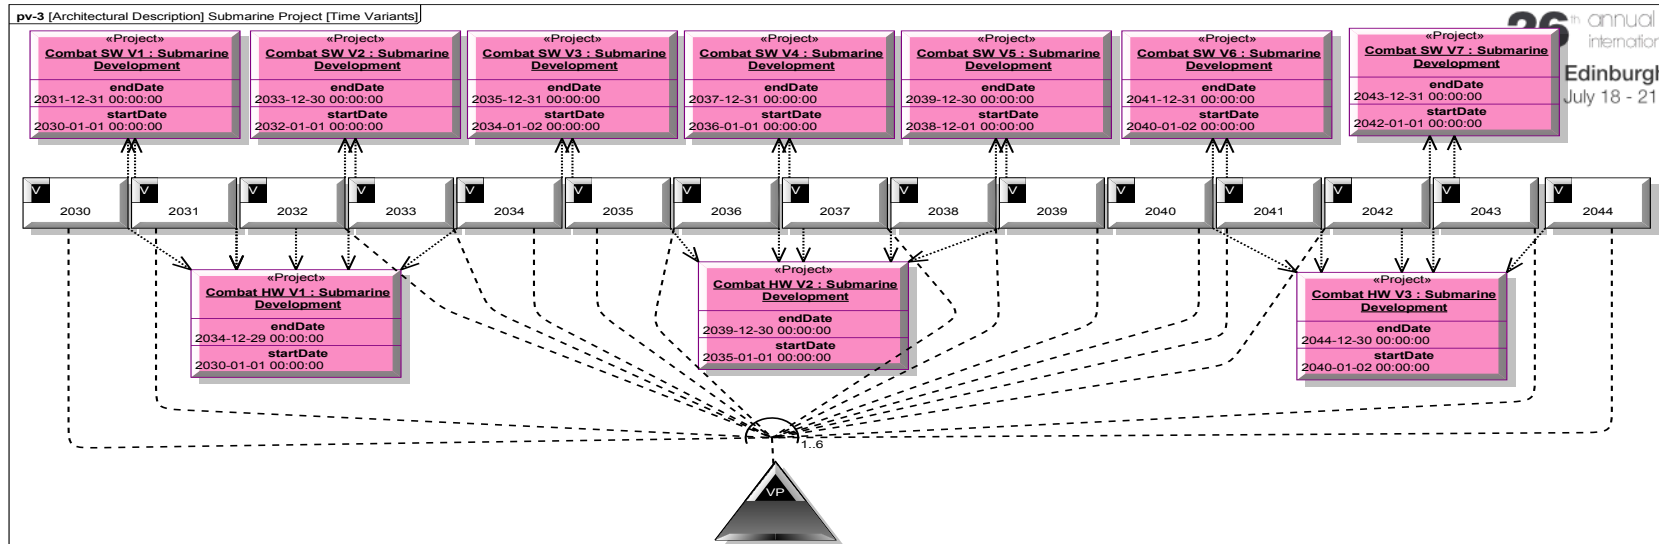 pv-3 [Architectural Description] Submarine Project [Time Variants]
26th annual
international
Edinburgh
July 18 - 21
«Project»
Combat SW V1 : Submarine
Development
endDate
2031-12-31 00:00:00
startDate
2030-01-01 00:00:00
«Project»
Combat SW V2 : Submarine
Development
endDate
2033-12-30 00:00:00
startDate
2032-01-01 00:00:00
«Project»
Combat SW V3 : Submarine
Development
endDate
2035-12-31 00:00:00
startDate
2034-01-02 00:00:00
«Project»
Combat SW V4 : Submarine
Development
endDate
2037-12-31 00:00:00
startDate
2036-01-01 00:00:00
«Project»
Combat SW V5 : Submarine
Development
endDate
2039-12-30 00:00:00
startDate
2038-12-01 00:00:00
«Project»
Combat SW V6 : Submarine
Development
endDate
2041-12-31 00:00:00
startDate
2040-01-02 00:00:00
«Project»
Combat SW V7 : Submarine
Development
endDate
2043-12-31 00:00:00
startDate
2042-01-01 00:00:00
V
2030
V
2031
V
2032
V
2033
V
2034
V
2035
V
2036
V
2037
V
2038
V
2039
V
2040
V
2041
V
2042
V
2043
V
2044
«Project»
Combat HW V1 : Submarine
Development
endDate
2034-12-29 00:00:00
startDate
2030-01-01 00:00:00
«Project»
Combat HW V2 : Submarine
Development
endDate
2039-12-30 00:00:00
startDate
2035-01-01 00:00:00
«Project»
Combat HW V3 : Submarine
Development
endDate
2044-12-30 00:00:00
startDate
2040-01-02 00:00:00
1..6
VP